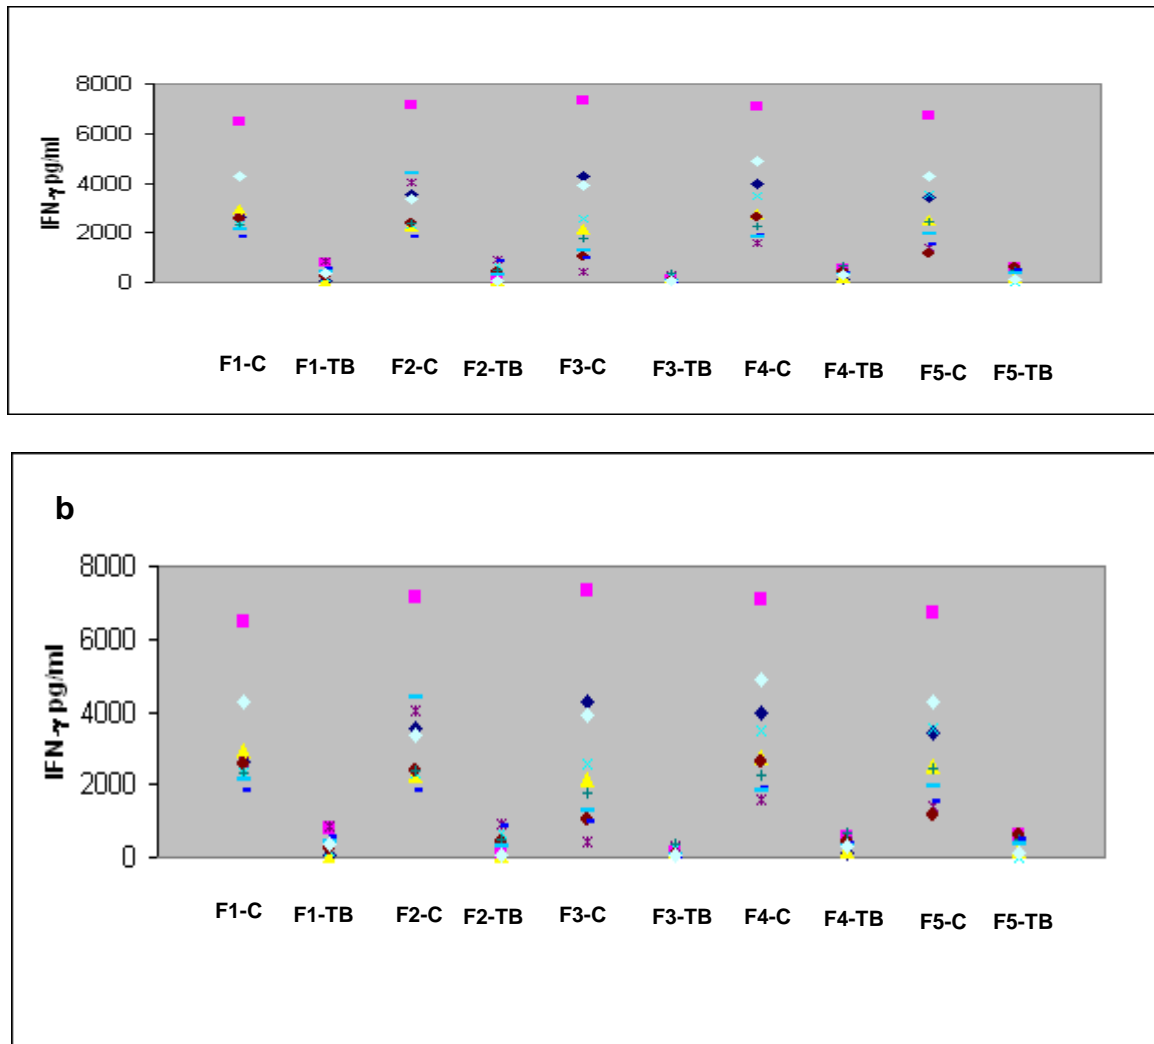 8000
6000
4000
2000
0
IFN-γ pg/ml
F1-C F1-TB F2-C F2-TB F3-C F3-TB F4-C F4-TB F5-C F5-TB
b
8000
6000
4000
2000
0
IFN-γ pg/ml
F1-C F1-TB F2-C F2-TB F3-C F3-TB F4-C F4-TB F5-C F5-TB